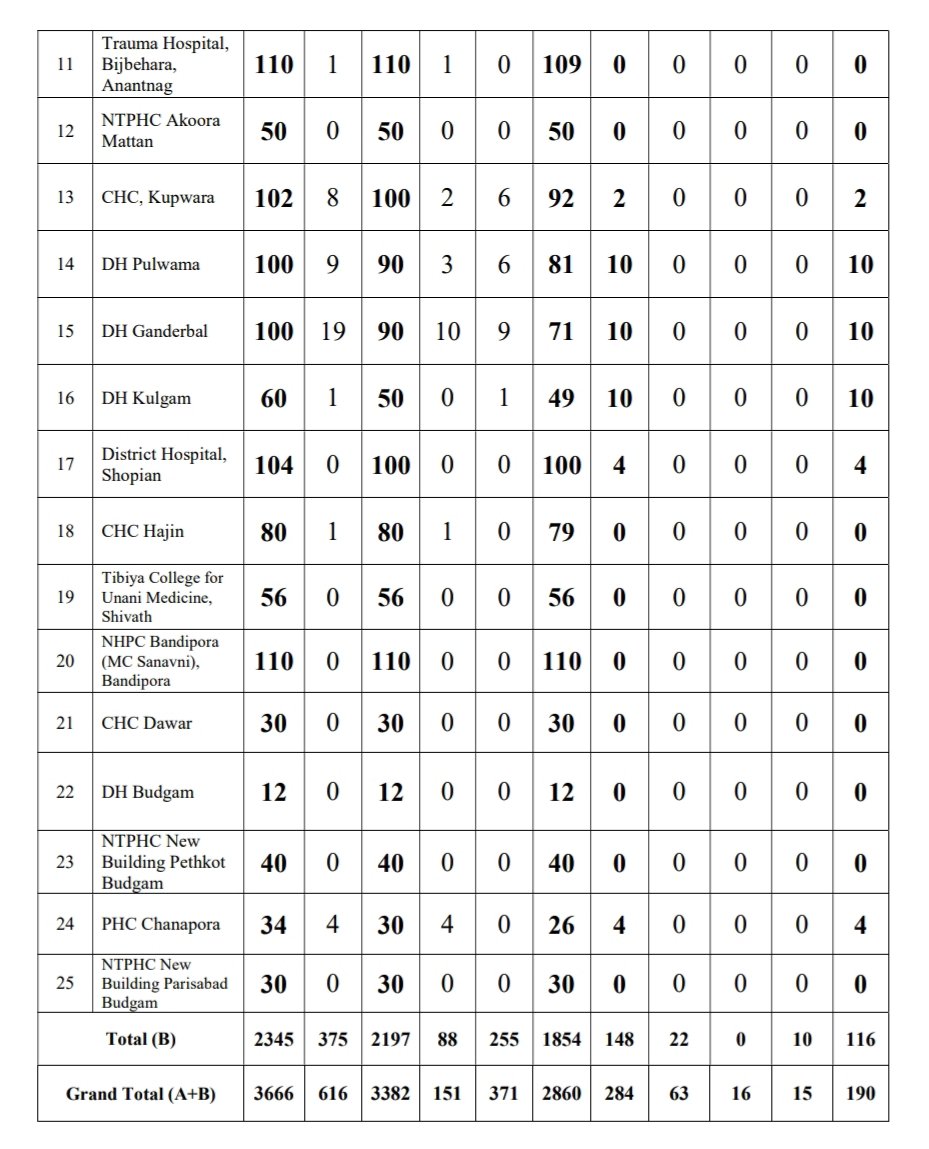 11 Trauma Hospital, Bijbehara, Anantnag 110 1 110 1 0 109 0 0 0 0 0
12 NTPHC Akoora Mattan 50 0 50 0 0 50 0 0 0 0 0
13 CHC, Kupwara 102 8 100 2 6 92 2 0 0 0 2
14 DH Pulwama 100 9 90 3 6 81 10 0 0 0 10
15 DH Ganderbal 100 19 90 10 9 71 10 0 0 0 10
16 DH Kulgam 60 1 50 0 1 49 10 0 0 0 10
17 District Hospital, Shopian 104 0 100 0 0 100 4 0 0 0 4
18 CHC Hajin 80 1 80 1 0 79 0 0 0 0 0
19 Tibiya College for Unani Medicine, Shivath 56 0 56 0 0 56 0 0 0 0 0
20 NHPC Bandipora (MC Sanavni), Bandipora 110 0 110 0 0 110 0 0 0 0 0
21 CHC Dawar 30 0 30 0 0 30 0 0 0 0 0
22 DH Budgam 12 0 12 0 0 12 0 0 0 0 0
23 NTPHC New Building Pethkot Budgam 40 0 40 0 0 40 0 0 0 0 0
24 PHC Chanapora 34 4 30 4 0 26 4 0 0 0 4
25 NTPHC New Building Parisabad Budgam 30 0 30 0 0 30 0 0 0 0 0
Total (B) 2345 375 2197 88 255 1854 148 22 0 10 116
Grand Total (A+B) 3666 616 3382 151 371 2860 284 63 16 15 190